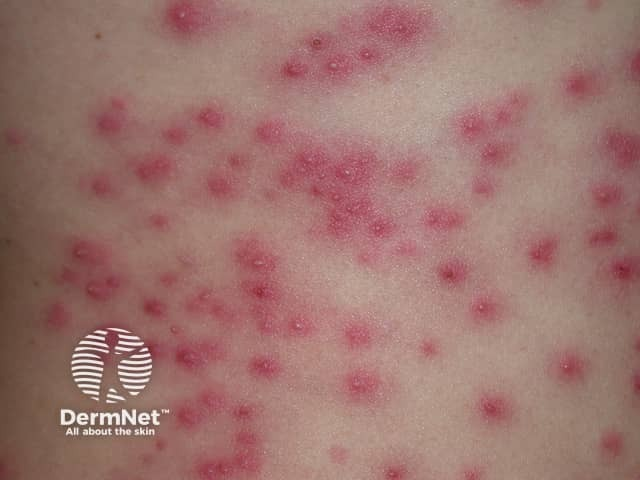 DermNet™
All about the skin